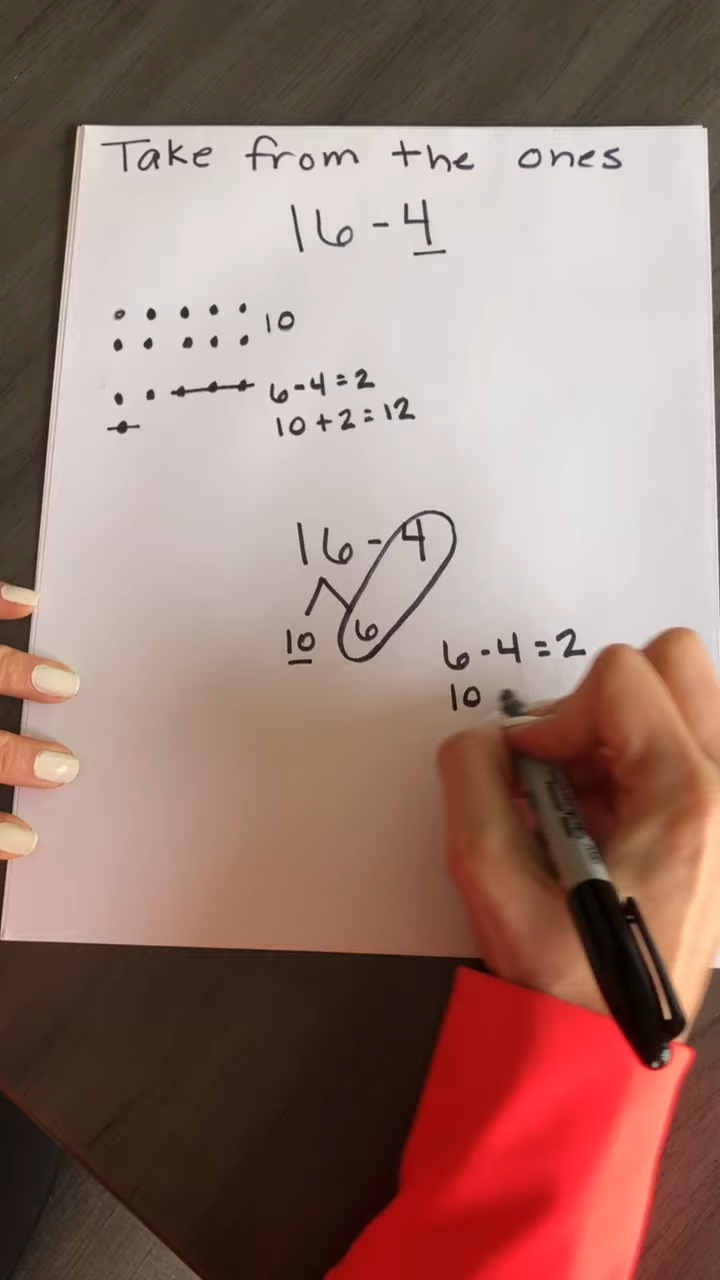 Take from the ones
16 - 4
10
6 - 4 = 2
10 + 2 = 12
16 - 4
10 6
6 - 4 = 2
10